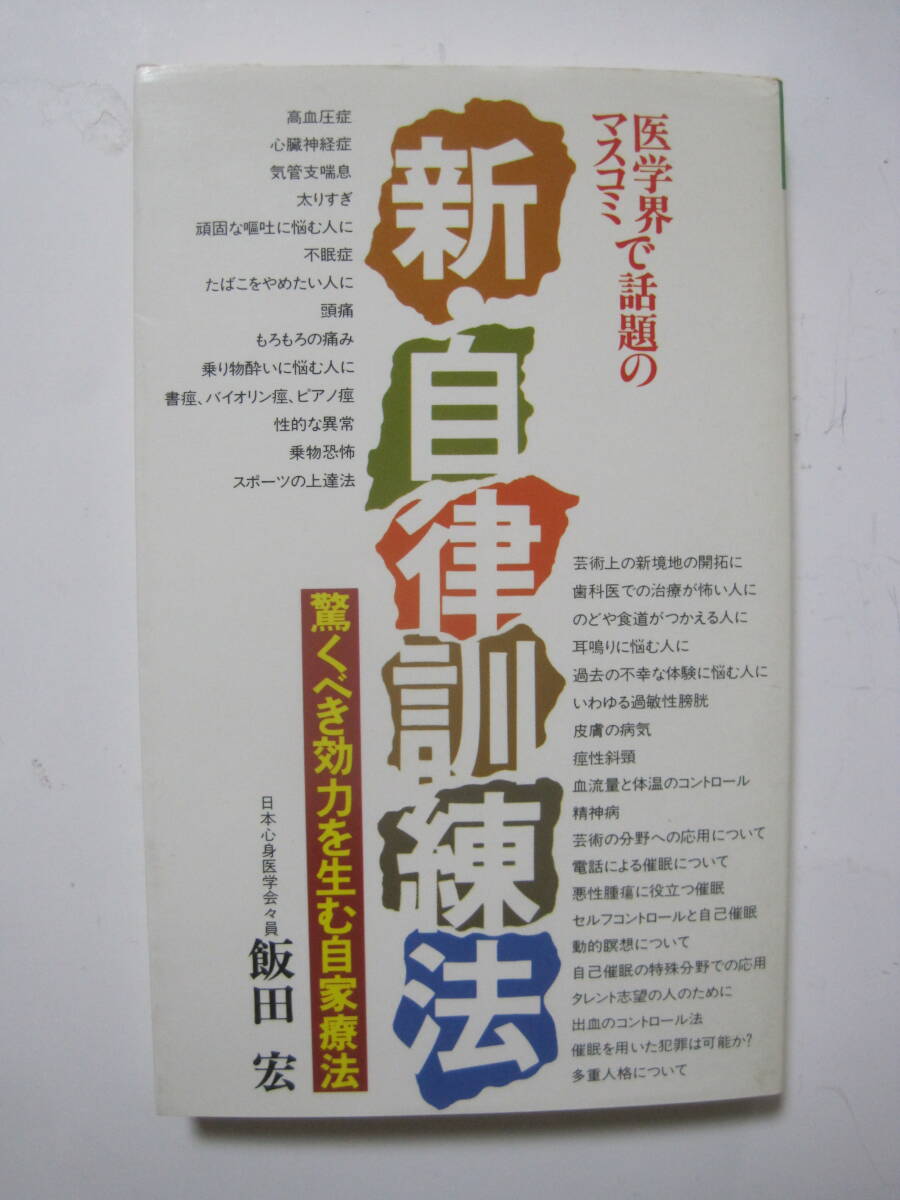 医学界
マスコミで話題の
新・自律訓練法
高血圧症
心臓神経症
気管支喘息
太りすぎ
頑固な嘔吐に悩む人に
不眠症
たばこをやめたい人に
頭痛
もろもろの痛み
乗り物酔いに悩む人に
書痙、バイオリン痙、ピアノ痙
性的な異常
乗物恐怖
スポーツの上達法
芸術上の新境地の開拓に
歯科医での治療が怖い人に
のどや食道がつかえる人に
耳鳴りに悩む人に
過去の不幸な体験に悩む人に
いわゆる過敏性膀胱
皮膚の病気
痙性斜頸
血流量と体温のコントロール
精神病
芸術の分野への応用について
電話による催眠について
悪性腫瘍に役立つ催眠
セルフコントロールと自己催眠
動的瞑想について
自己催眠の特殊分野での応用
タレント志望の人のために
出血のコントロール法
催眠を用いた犯罪は可能か?
多重人格について
驚くべき効力を生む自家療法
日本心身医学会々員
飯田 宏